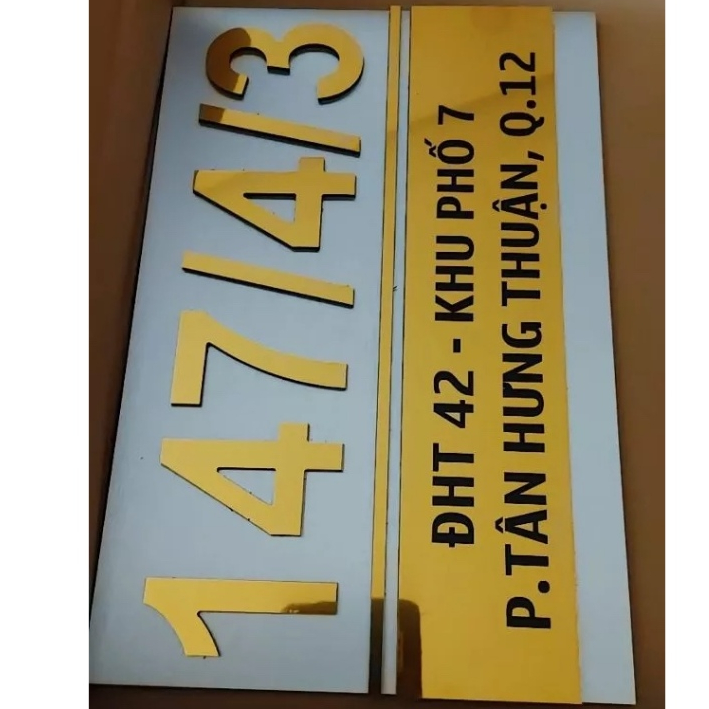 147/4/3
ĐHT 42 - KHU PHỐ 7
P.TÂN HƯNG THUẬN, Q.12